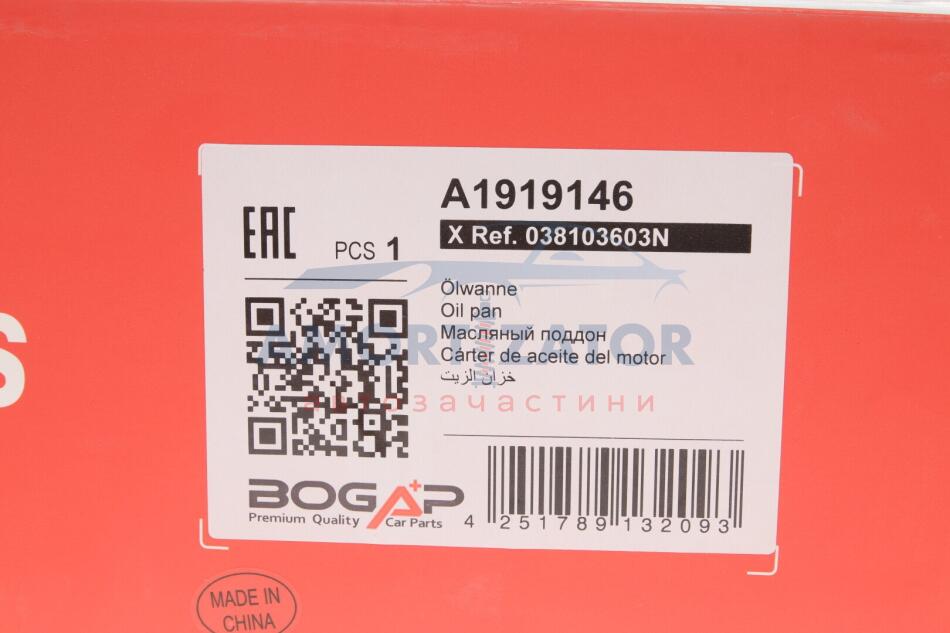 A1919146
X Ref. 038103603N
EAC
PCS 1
Ölwanne
Oil pan
Масляный поддон
Cárter de aceite del motor
خزان الزيت
AMORTIZATOR
автозачастини
BOGAP
Premium Quality Car Parts
4 251789 132093
S
MADE IN
CHINA